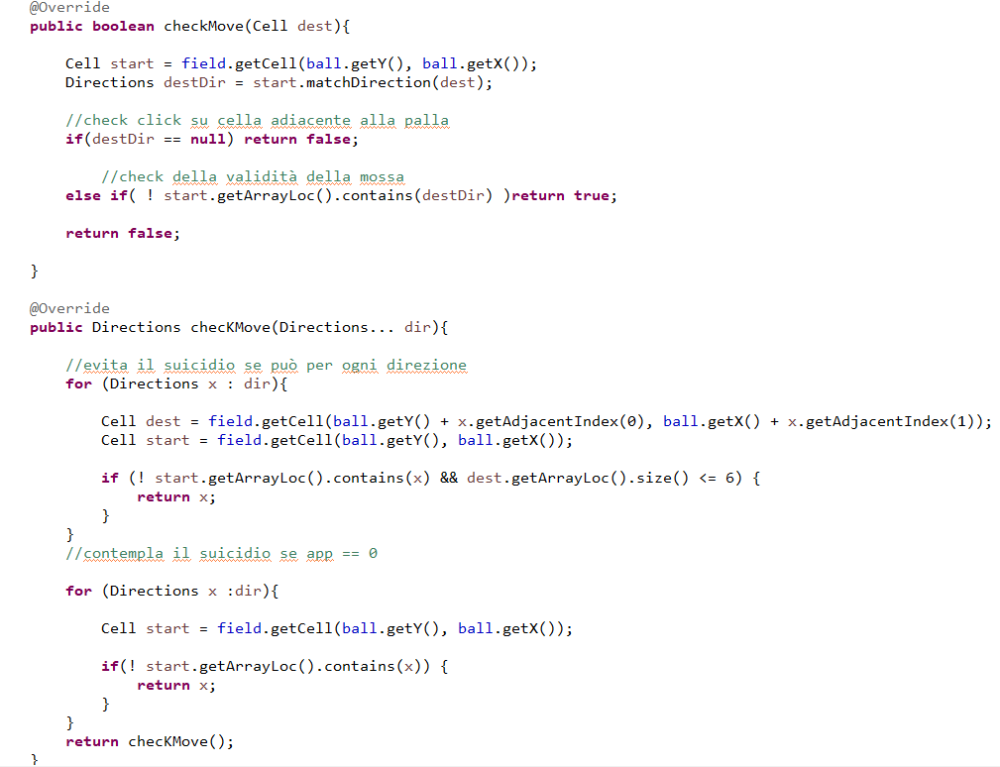 @Override
public boolean checkMove(Cell dest){
Cell start = field.getCell(ball.getY(), ball.getX());
Directions destDir = start.matchDirection(dest);
//check click su cella adiacente alla palla
if(destDir == null) return false;
//check della validità della mossa
else if( ! start.getArrayLoc().contains(destDir) )return true;
return false;
}
@Override
public Directions checKMove(Directions... dir){
//evita il suicidio se può per ogni direzione
for (Directions x : dir){
Cell dest = field.getCell(ball.getY() + x.getAdjacentIndex(0), ball.getX() + x.getAdjacentIndex(1));
Cell start = field.getCell(ball.getY(), ball.getX());
if (! start.getArrayLoc().contains(x) && dest.getArrayLoc().size() <= 6) {
return x;
}
}
//contempla il suicidio se app == 0
for (Directions x :dir){
Cell start = field.getCell(ball.getY(), ball.getX());
if(! start.getArrayLoc().contains(x)) {
return x;
}
}
return checKMove();
}